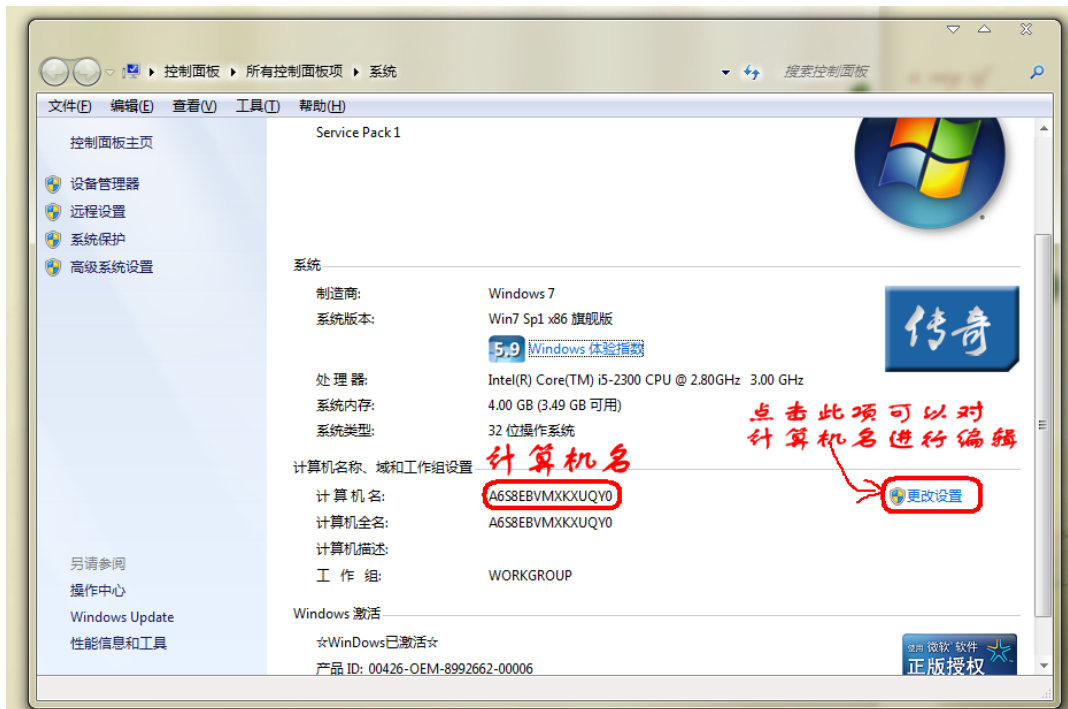 控制面板 ▸ 所有控制面板项 ▸ 系统
搜索控制面板
文件(F) 编辑(E) 查看(V) 工具(T) 帮助(H)
控制面板主页
设备管理器
远程设置
系统保护
高级系统设置
另请参阅
操作中心
Windows Update
性能信息和工具
Service Pack 1
系统
制造商: Windows 7
系统版本: Win7 Sp1 x86 旗舰版
5.9 Windows 体验指数
处 理 器: Intel(R) Core(TM) i5-2300 CPU @ 2.80GHz 3.00 GHz
系统内存: 4.00 GB (3.49 GB 可用)
系统类型: 32 位操作系统
传奇
点击此项可以对
计算机名进行编辑
计算机名
计算机名称、域和工作组设置
计 算 机 名: A6S8EBVMXKXUQY0
更改设置
计算机全名: A6S8EBVMXKXUQY0
计算机描述:
工 作 组: WORKGROUP
Windows 激活
☆WinDows已激活☆
产品 ID: 00426-OEM-8992662-00006
使用 微软 软件
正版授权